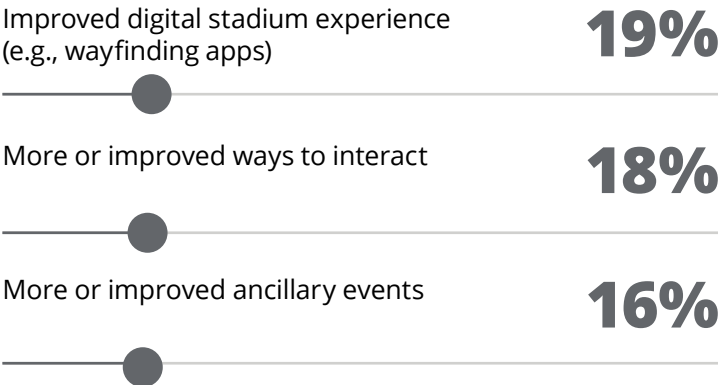 Improved digital stadium experience
(e.g., wayfinding apps)
19%
More or improved ways to interact
18%
More or improved ancillary events
16%